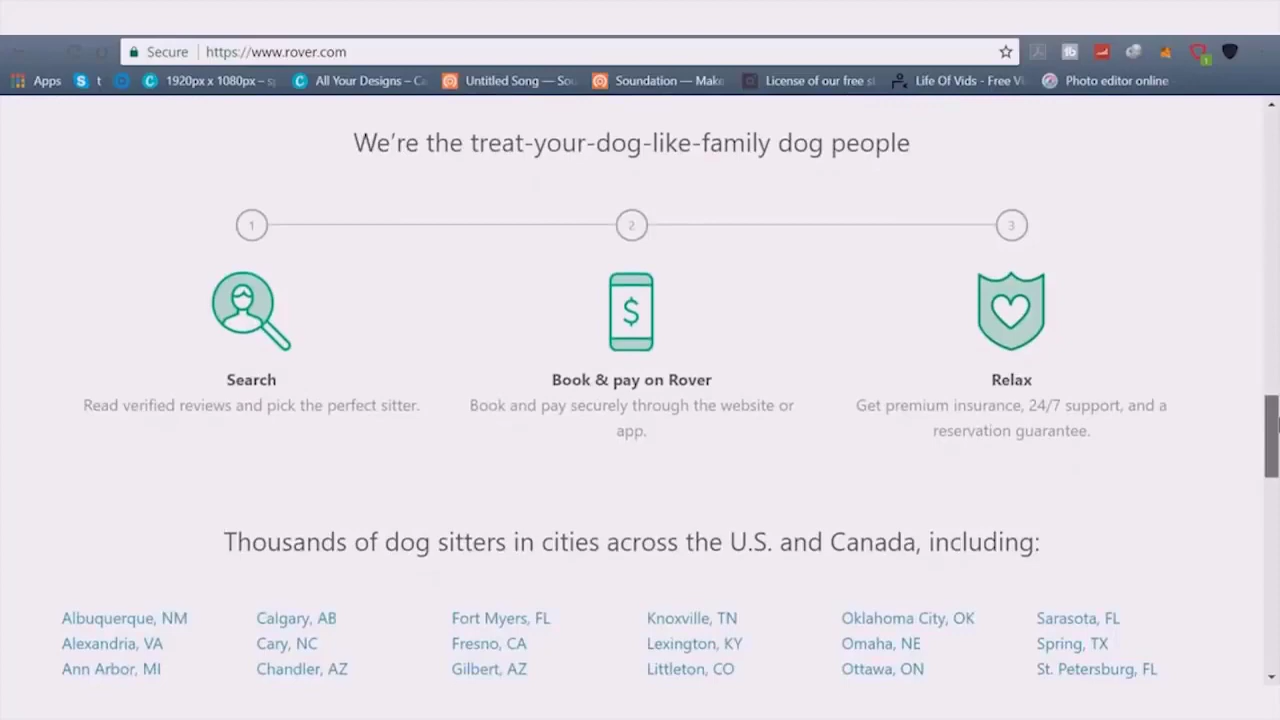 Secure https://www.rover.com
Apps t 1920px x 1080px – sp All Your Designs – Ca Untitled Song — Sou Soundation — Make License of our free st Life Of Vids - Free Vi Photo editor online
We're the treat-your-dog-like-family dog people
1 2 3
Search Book & pay on Rover Relax
Read verified reviews and pick the perfect sitter. Book and pay securely through the website or Get premium insurance, 24/7 support, and a
app. reservation guarantee.
Thousands of dog sitters in cities across the U.S. and Canada, including:
Albuquerque, NM Calgary, AB Fort Myers, FL Knoxville, TN Oklahoma City, OK Sarasota, FL
Alexandria, VA Cary, NC Fresno, CA Lexington, KY Omaha, NE Spring, TX
Ann Arbor, MI Chandler, AZ Gilbert, AZ Littleton, CO Ottawa, ON St. Petersburg, FL